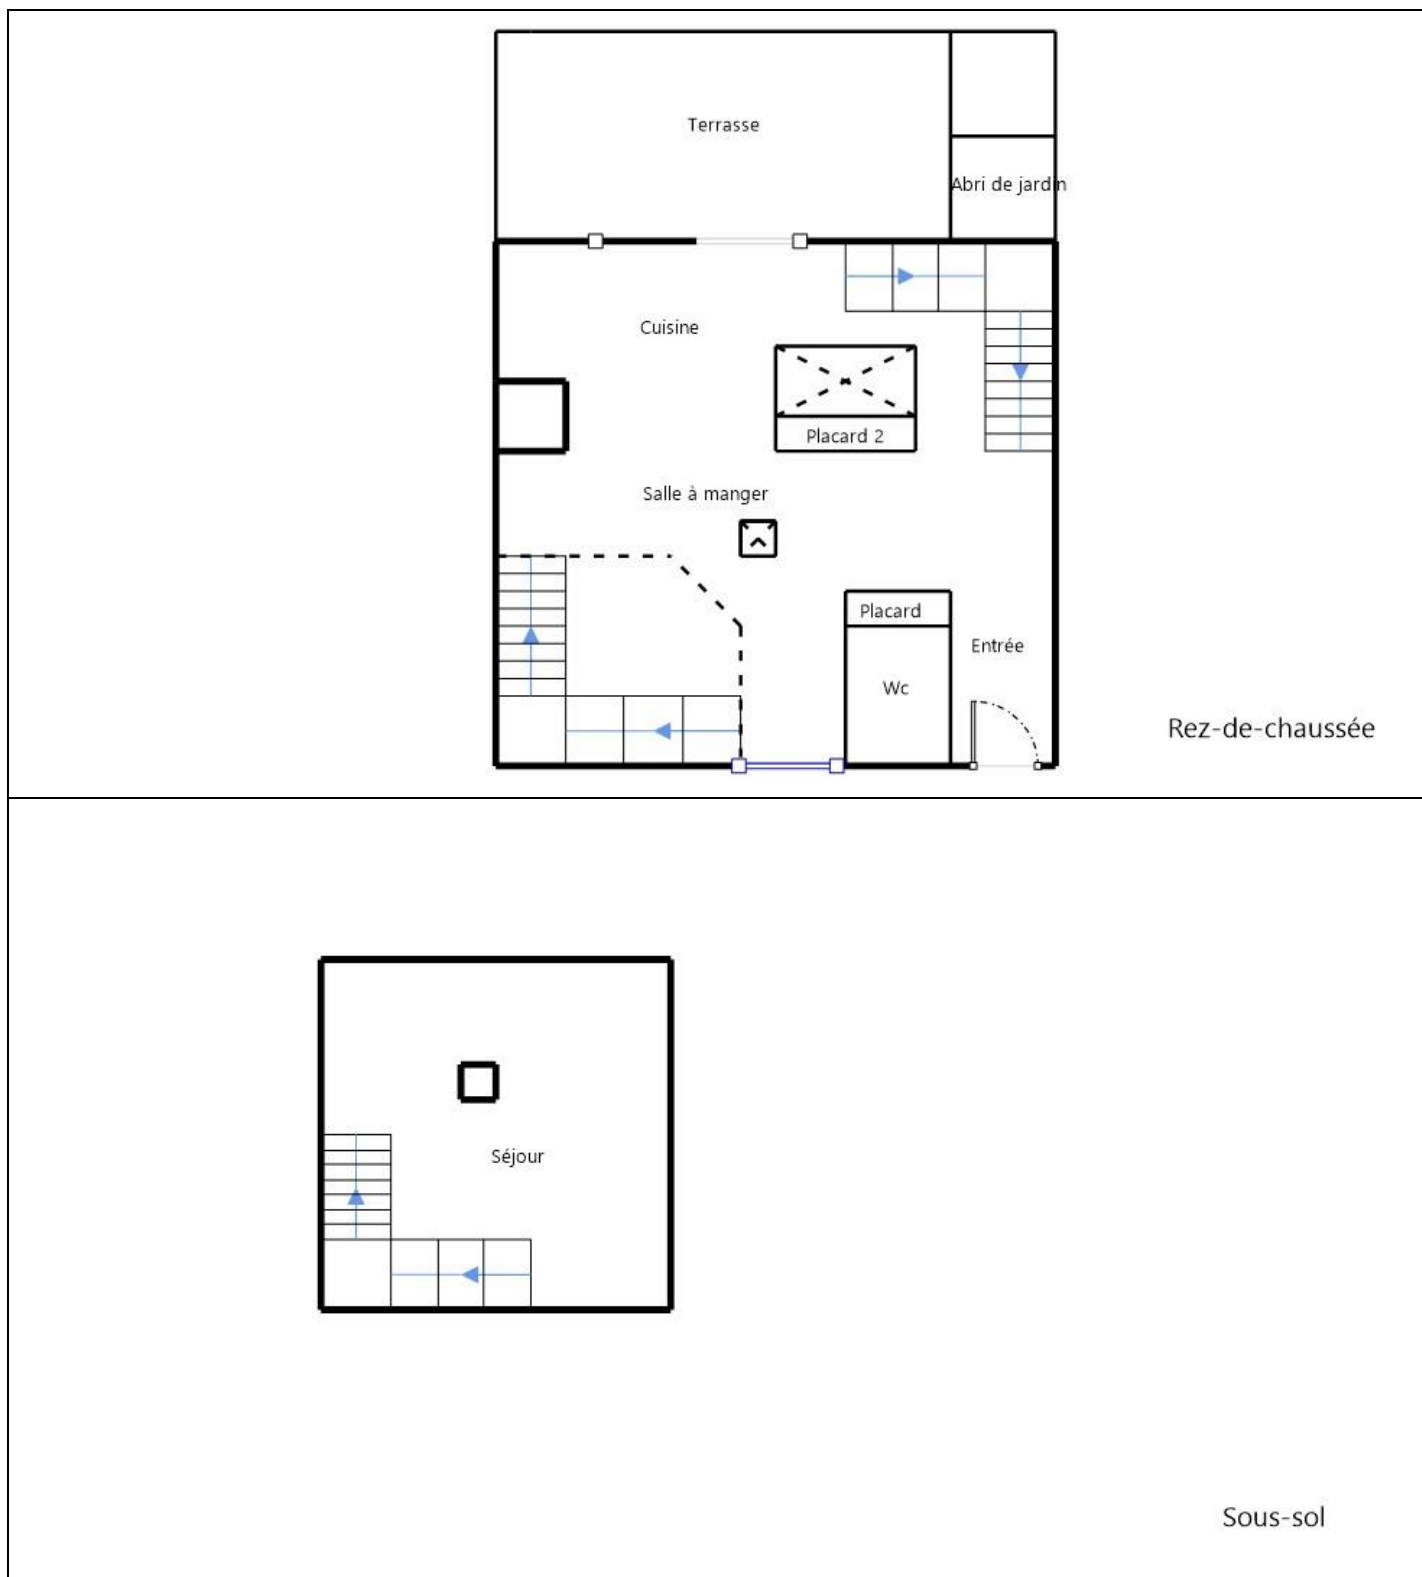 Terrasse
Abri de jardin
Cuisine
Placard 2
Salle à manger
Placard
Entrée
Wc
Rez-de-chaussée
Séjour
Sous-sol